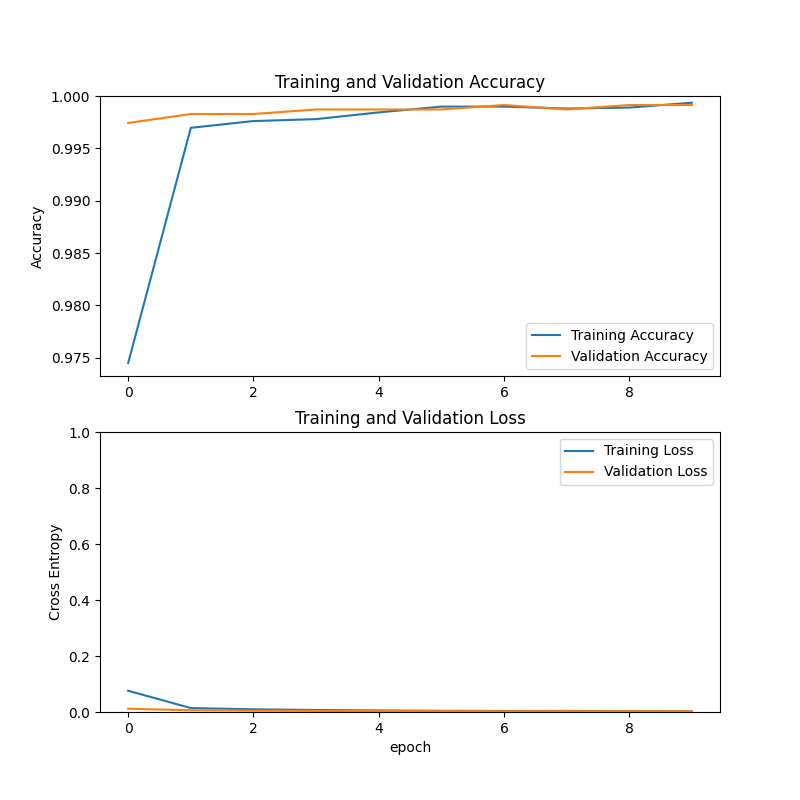 Training and Validation Accuracy
1.000
0.995
0.990
0.985
0.980
0.975
Accuracy
Training Accuracy
Validation Accuracy
0 2 4 6 8
Training and Validation Loss
1.0
0.8
0.6
0.4
0.2
0.0
Cross Entropy
Training Loss
Validation Loss
0 2 4 6 8
epoch